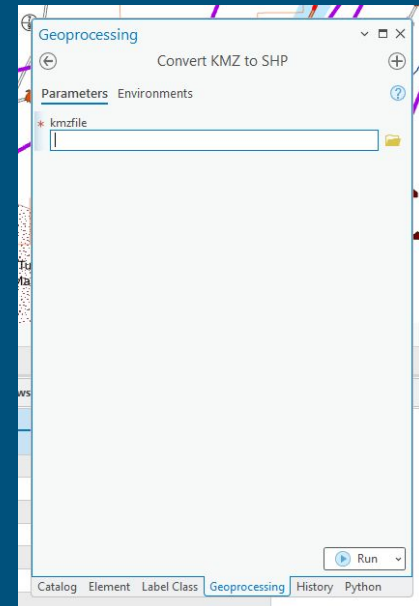 Geoprocessing
Convert KMZ to SHP
Parameters Environments
* kmzfile
Run
Catalog Element Label Class Geoprocessing History Python